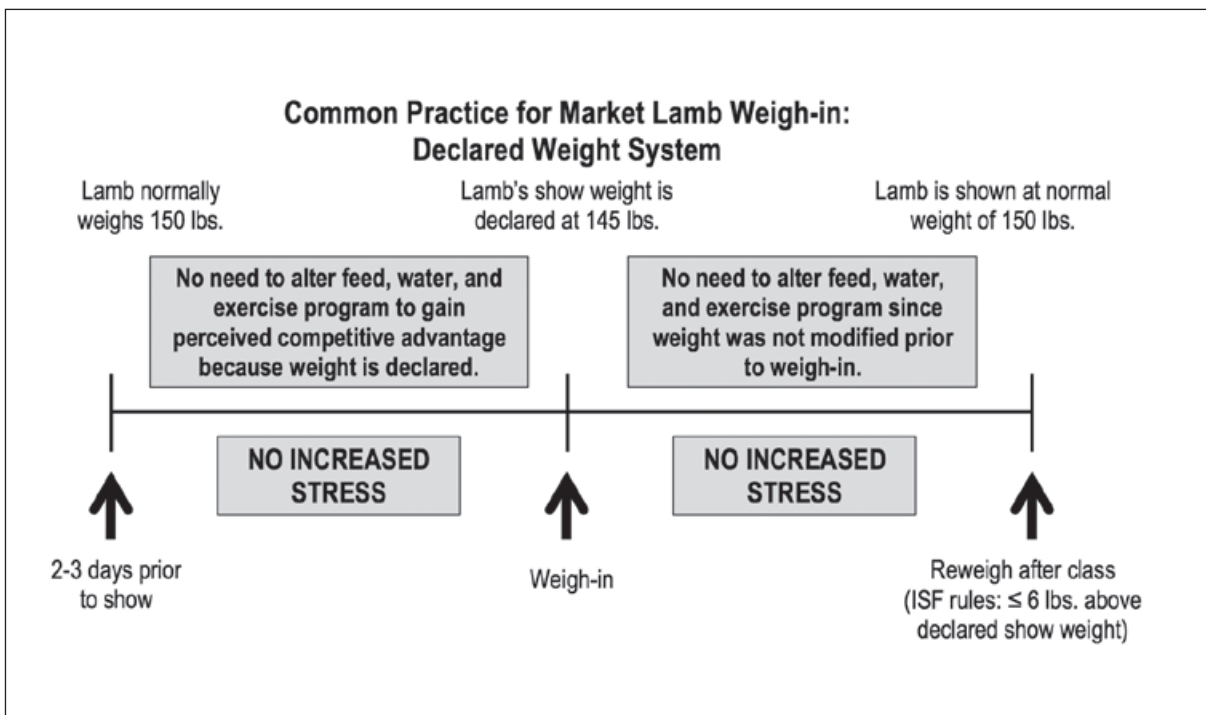 Common Practice for Market Lamb Weigh-in:
Declared Weight System
Lamb normally
weighs 150 lbs.
Lamb's show weight is
declared at 145 lbs.
Lamb is shown at normal
weight of 150 lbs.
No need to alter feed, water, and
exercise program to gain
perceived competitive advantage
because weight is declared.
No need to alter feed, water,
and exercise program since
weight was not modified prior
to weigh-in.
NO INCREASED
STRESS
NO INCREASED
STRESS
2-3 days prior
to show
Weigh-in
Reweigh after class
(ISF rules: ≤ 6 lbs. above
declared show weight)